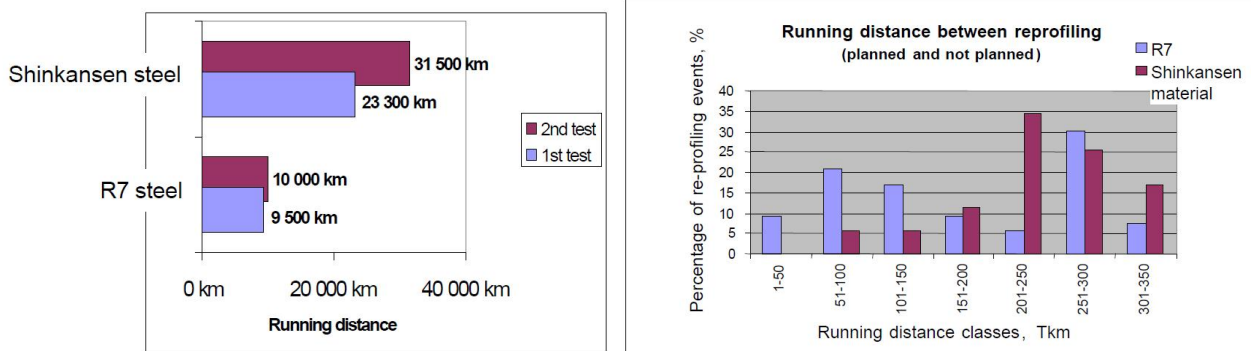 Shinkansen steel
31 500 km
23 300 km
R7 steel
10 000 km
9 500 km
2nd test
1st test
0 km
20 000 km
40 000 km
Running distance
Running distance between reprofiling
(planned and not planned)
R7
Shinkansen
material
Percentage of re-profiling events, %
40
35
30
25
20
15
10
5
0
1-50
51-100
101-150
151-200
201-250
251-300
301-350
Running distance classes, Tkm